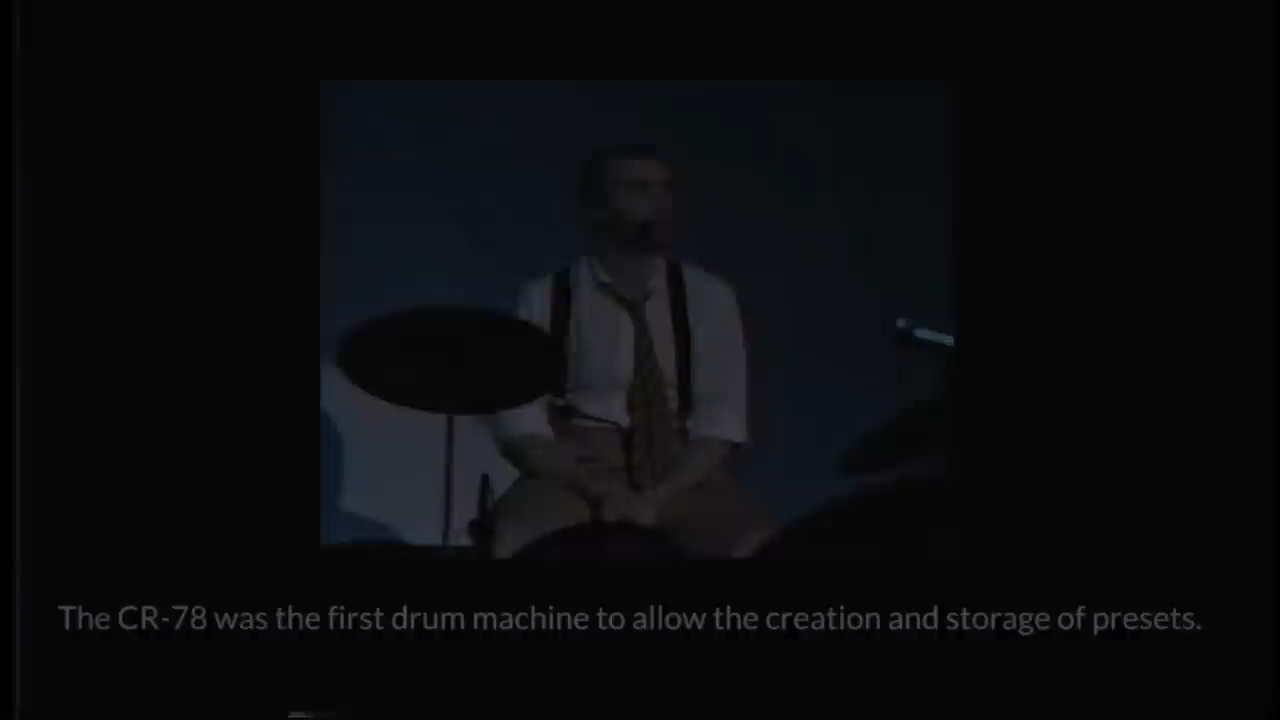 The CR-78 was the first drum machine to allow the creation and storage of presets.